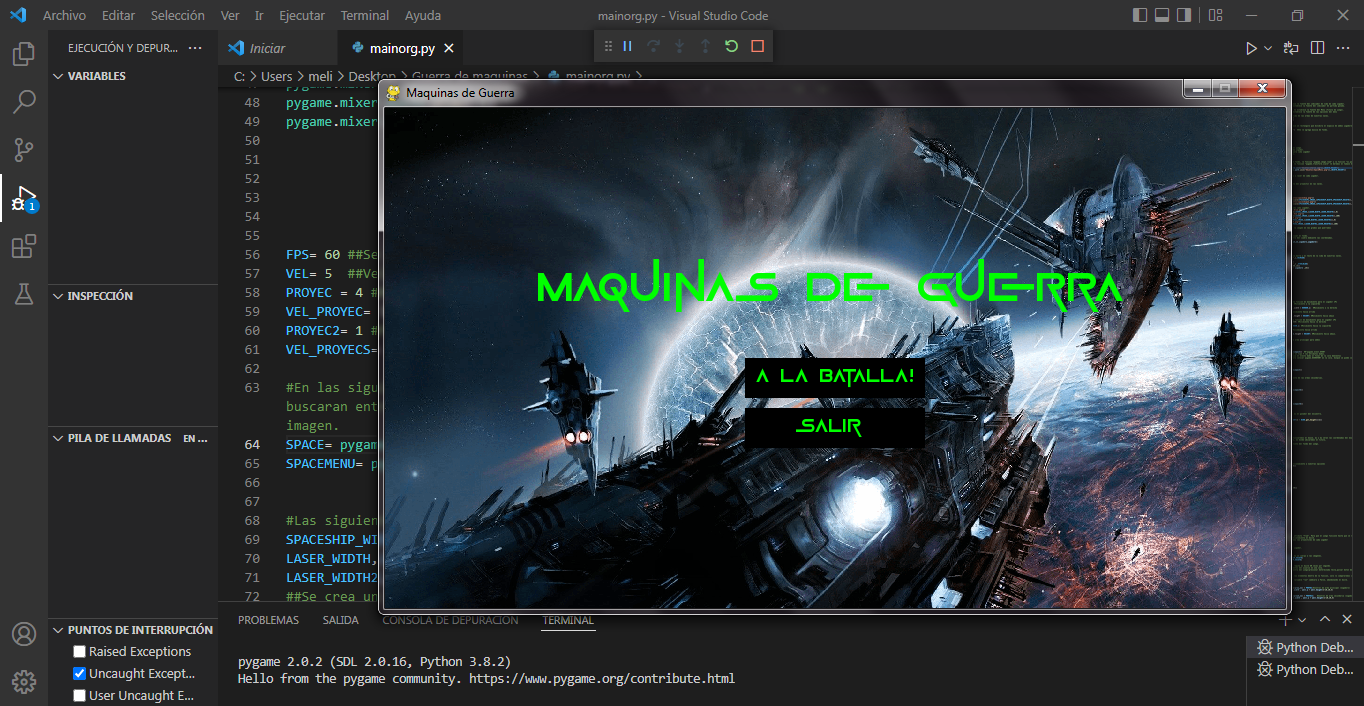 Archivo Editar Selección Ver Ir Ejecutar Terminal Ayuda
mainorg.py - Visual Studio Code
EJECUCIÓN Y DEPUR... ...
Iniciar
mainorg.py
C: > Users > meli > Desktop > Guerra de maquinas > mainorg.py >
VARIABLES
INSPECCIÓN
PILA DE LLAMADAS EN ...
PUNTOS DE INTERRUPCIÓN
Raised Exceptions
Uncaught Except...
User Uncaught E...
1
48 pygame.mixer
49 pygame.mixer
50
51
52
53
54
55
56 FPS= 60 ##Se
57 VEL= 5 ##Ve
58 PROYEC = 4 #
59 VEL_PROYEC=
60 PROYEC2= 1 #
61 VEL_PROYECS=
62
63 #En las sigu
buscaran ent
imagen.
64 SPACE= pygam
65 SPACEMENU= p
66
67
68 #Las siguien
69 SPACESHIP_WI
70 LASER_WIDTH,
71 LASER_WIDTH2
72 ##Se crea un
Maquinas de Guerra
MAQUINAS DE GUERRA
A LA BATALLA!
SALIR
PROBLEMAS SALIDA CONSOLA DE DEPURACIÓN TERMINAL
pygame 2.0.2 (SDL 2.0.16, Python 3.8.2)
Hello from the pygame community. https://www.pygame.org/contribute.html
Python Deb...
Python Deb...